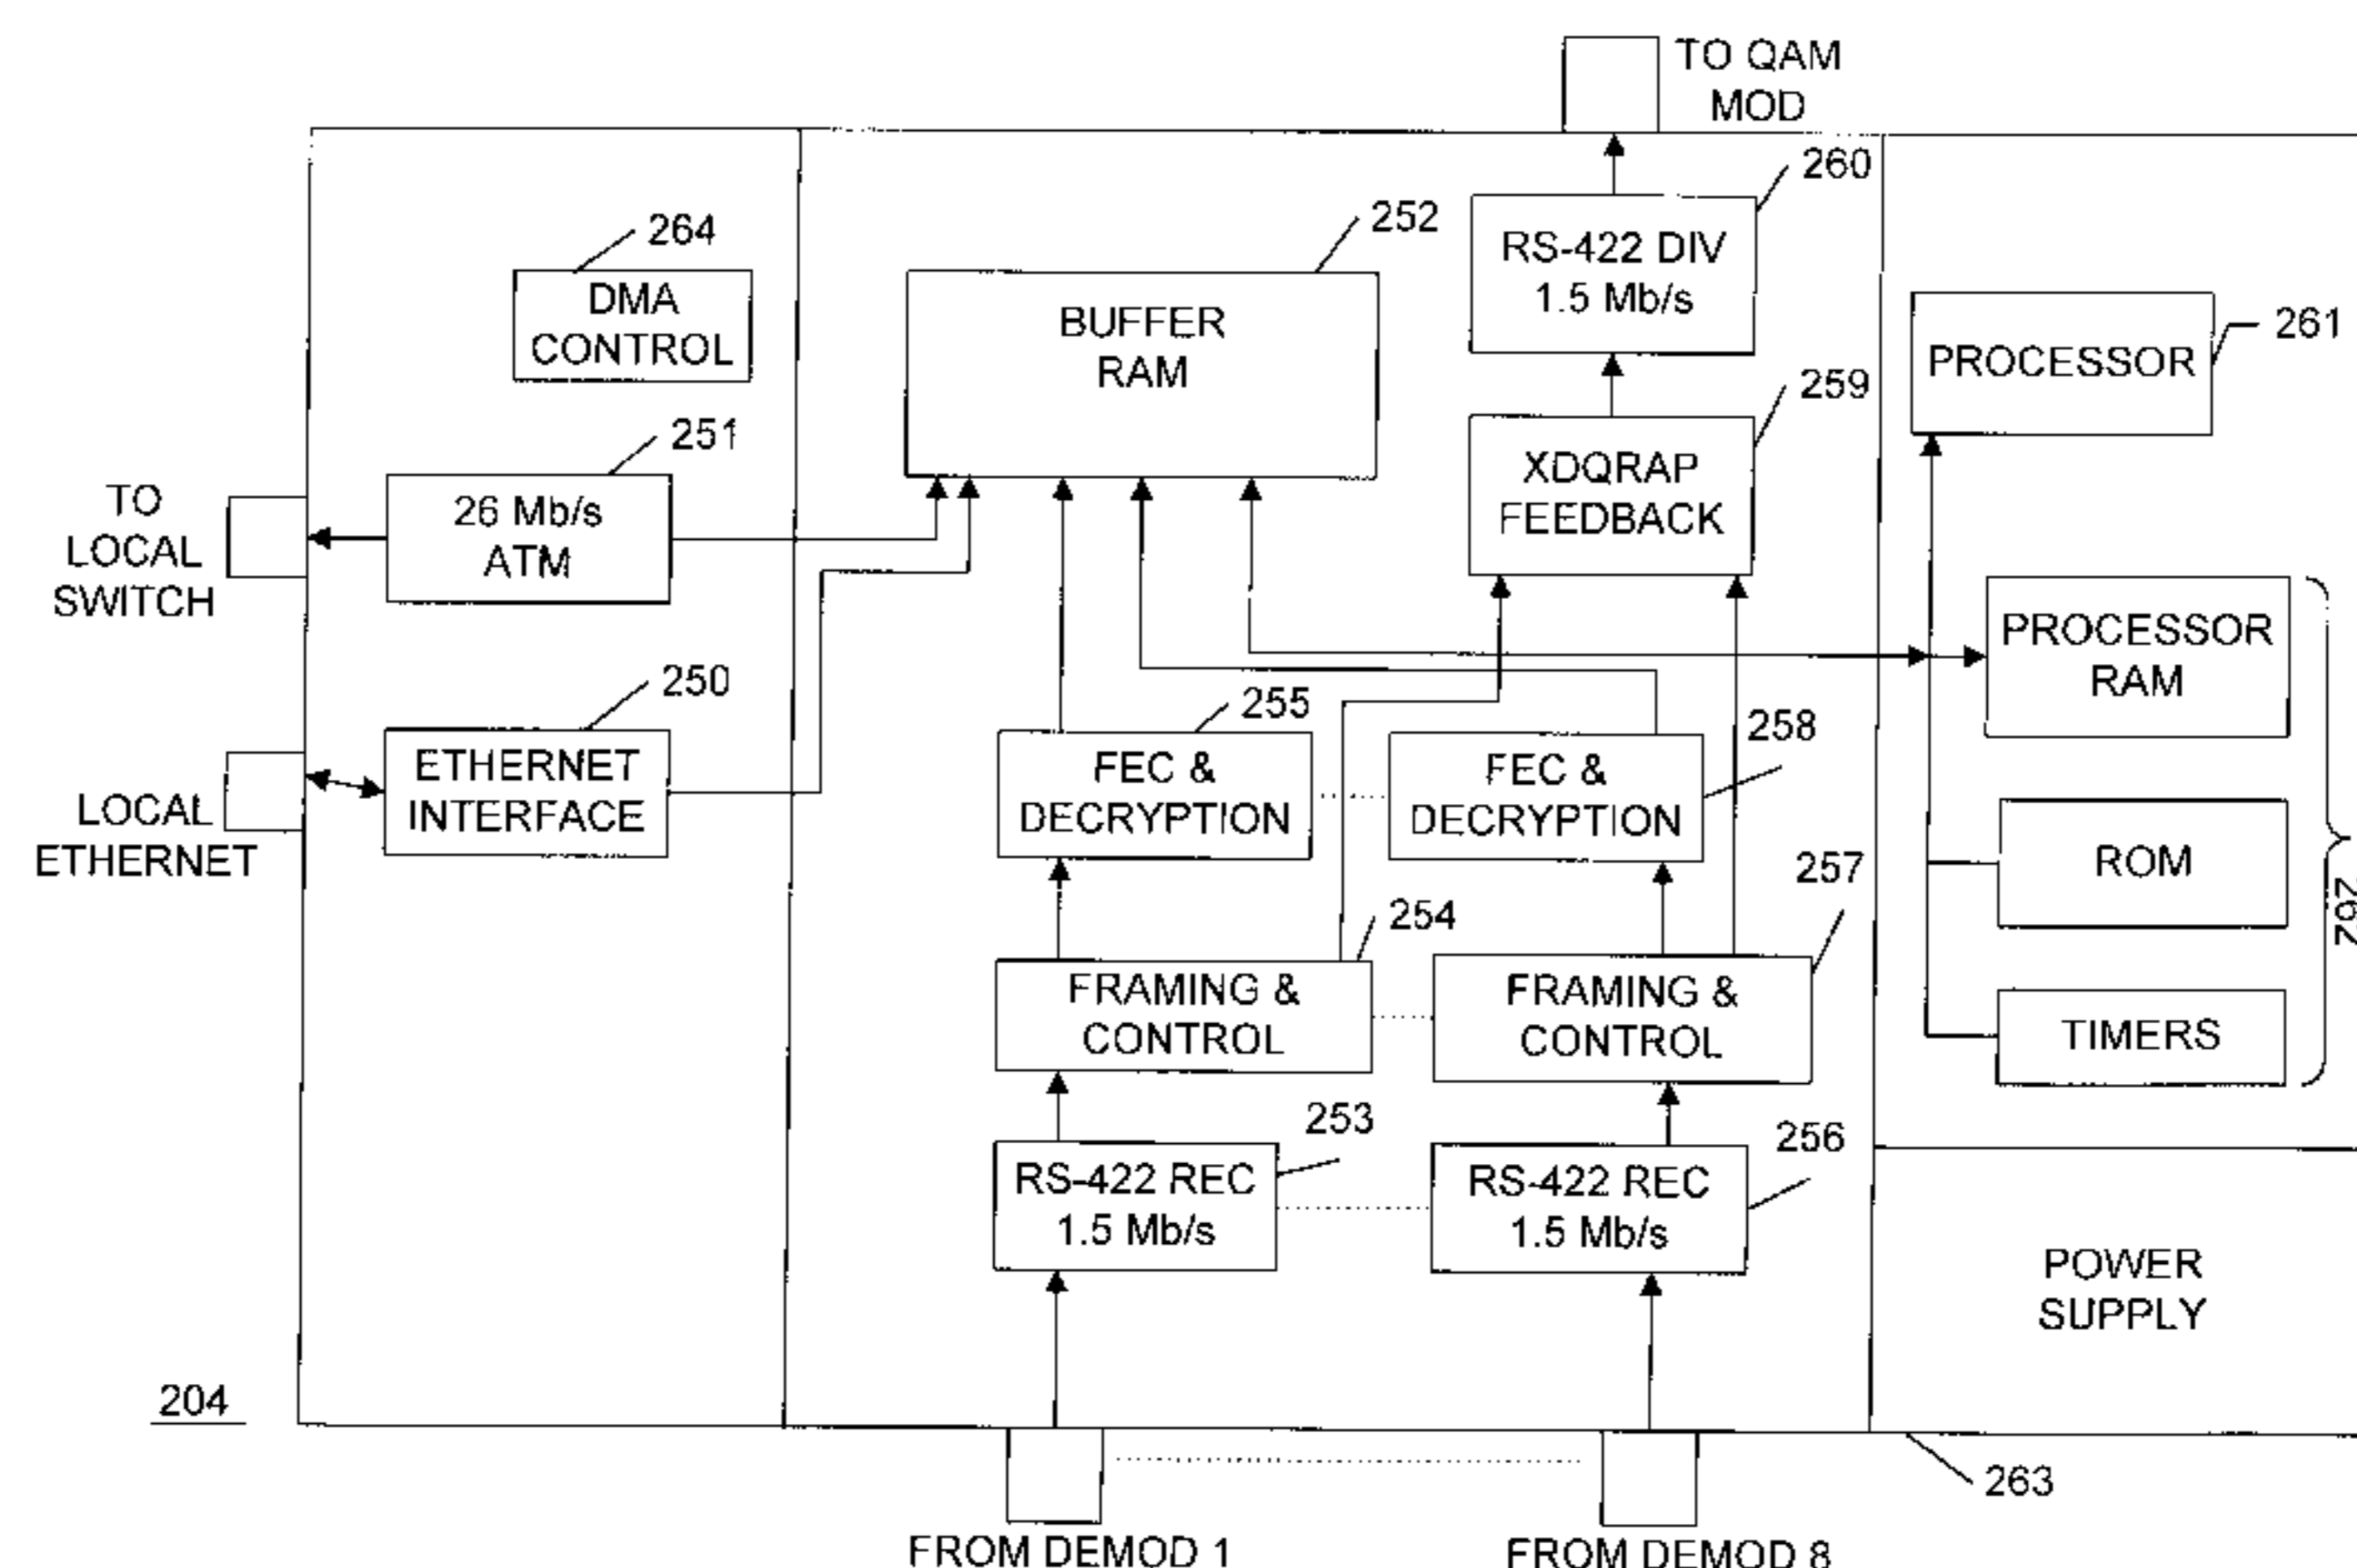 TO QAM
MOD
260
264
252
RS-422 DIV
1.5 Mb/s
DMA
CONTROL
BUFFER
RAM
261
PROCESSOR
259
251
TO
LOCAL
SWITCH
26 Mb/s
ATM
XDQRAP
FEEDBACK
PROCESSOR
RAM
250
255
258
LOCAL
ETHERNET
ETHERNET
INTERFACE
FEC &
DECRYPTION
FEC &
DECRYPTION
ROM
262
257
254
FRAMING &
CONTROL
FRAMING &
CONTROL
TIMERS
253
256
RS-422 REC
1.5 Mb/s
RS-422 REC
1.5 Mb/s
POWER
SUPPLY
204
263
FROM DEMOD 1
FROM DEMOD 8